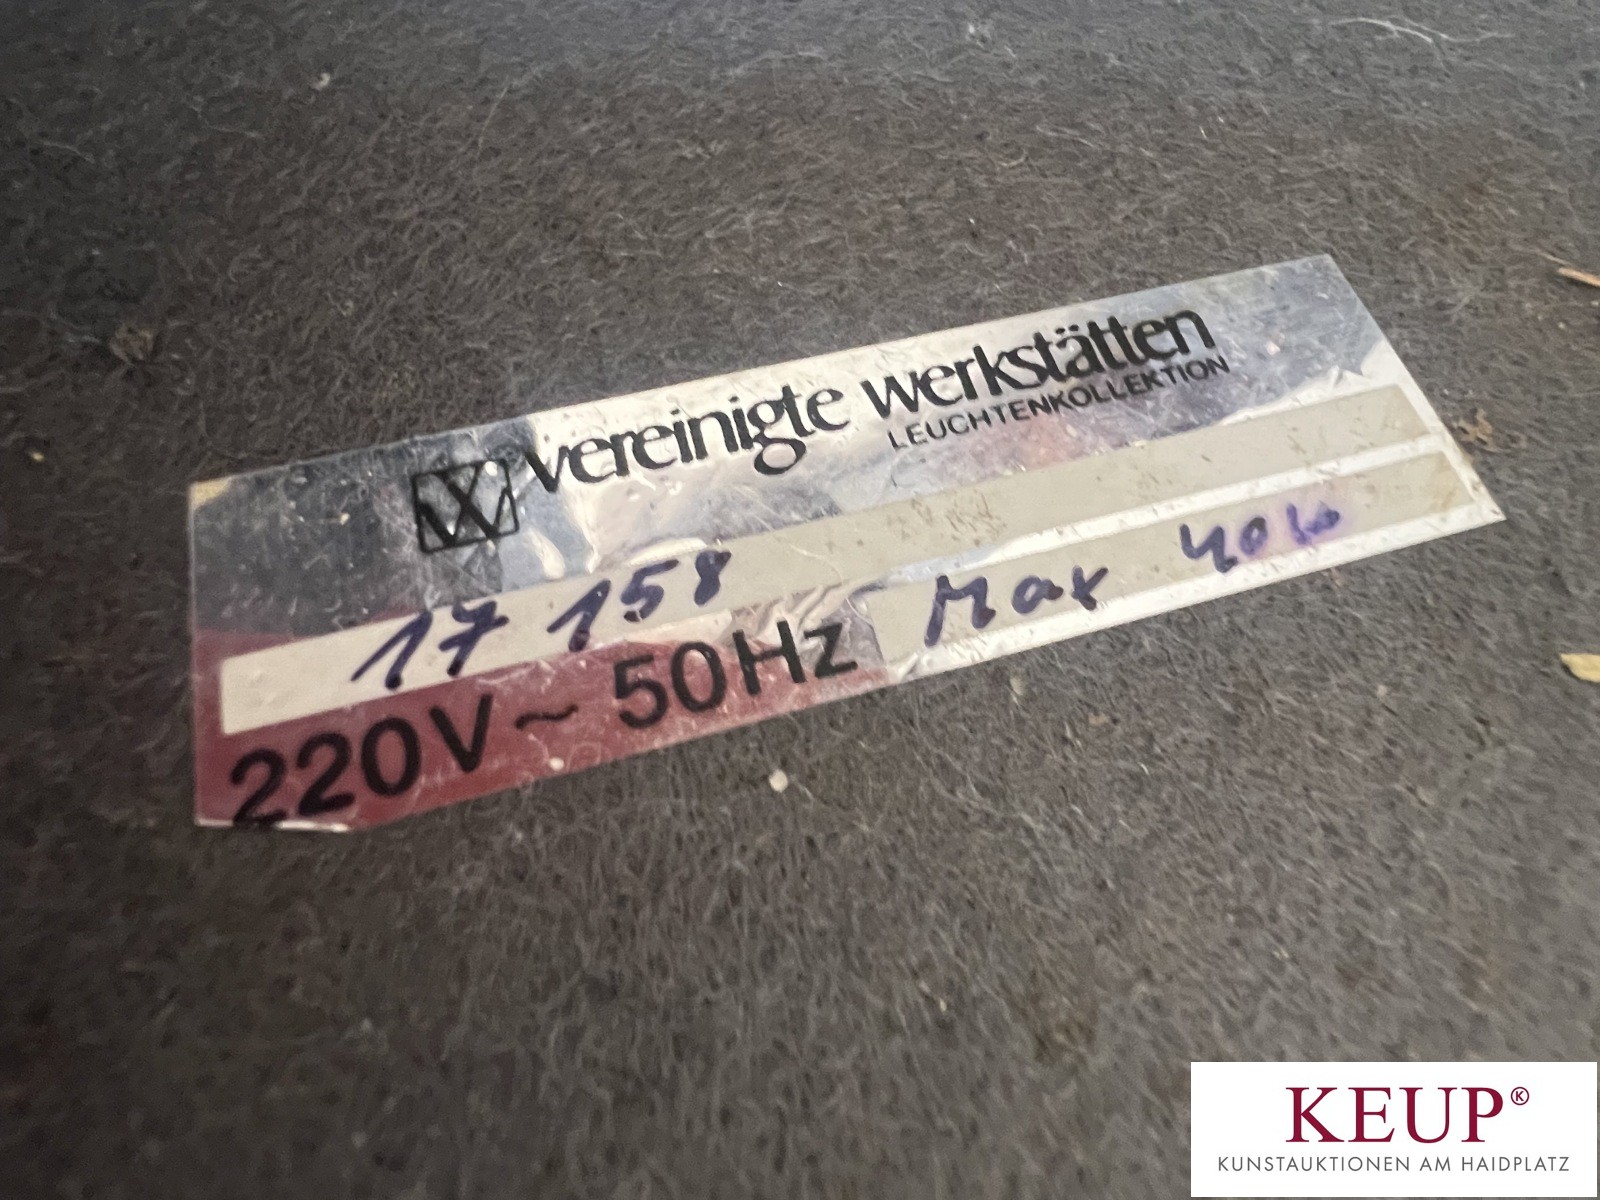 vereinigte werkstätten
LEUCHTENKOLLEKTION
17 158
220V~ 50Hz Max 40W
KEUP®
KUNSTAUKTIONEN AM HAIDPLATZ